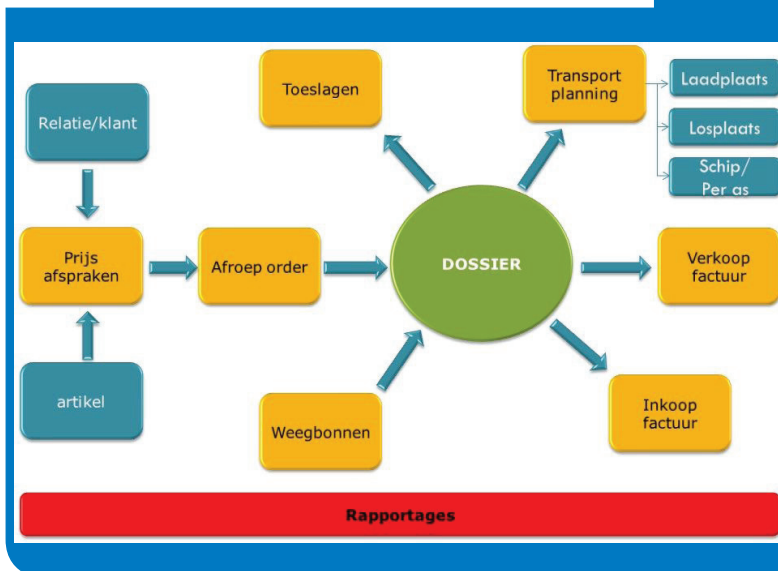 Relatie/klant
Toeslagen
Transport
planning
Laadplaats
Losplaats
Schip/
Per as
Prijs
afspraken
Afroep order
DOSSIER
Verkoop
factuur
artikel
Weegbonnen
Inkoop
factuur
Rapportages